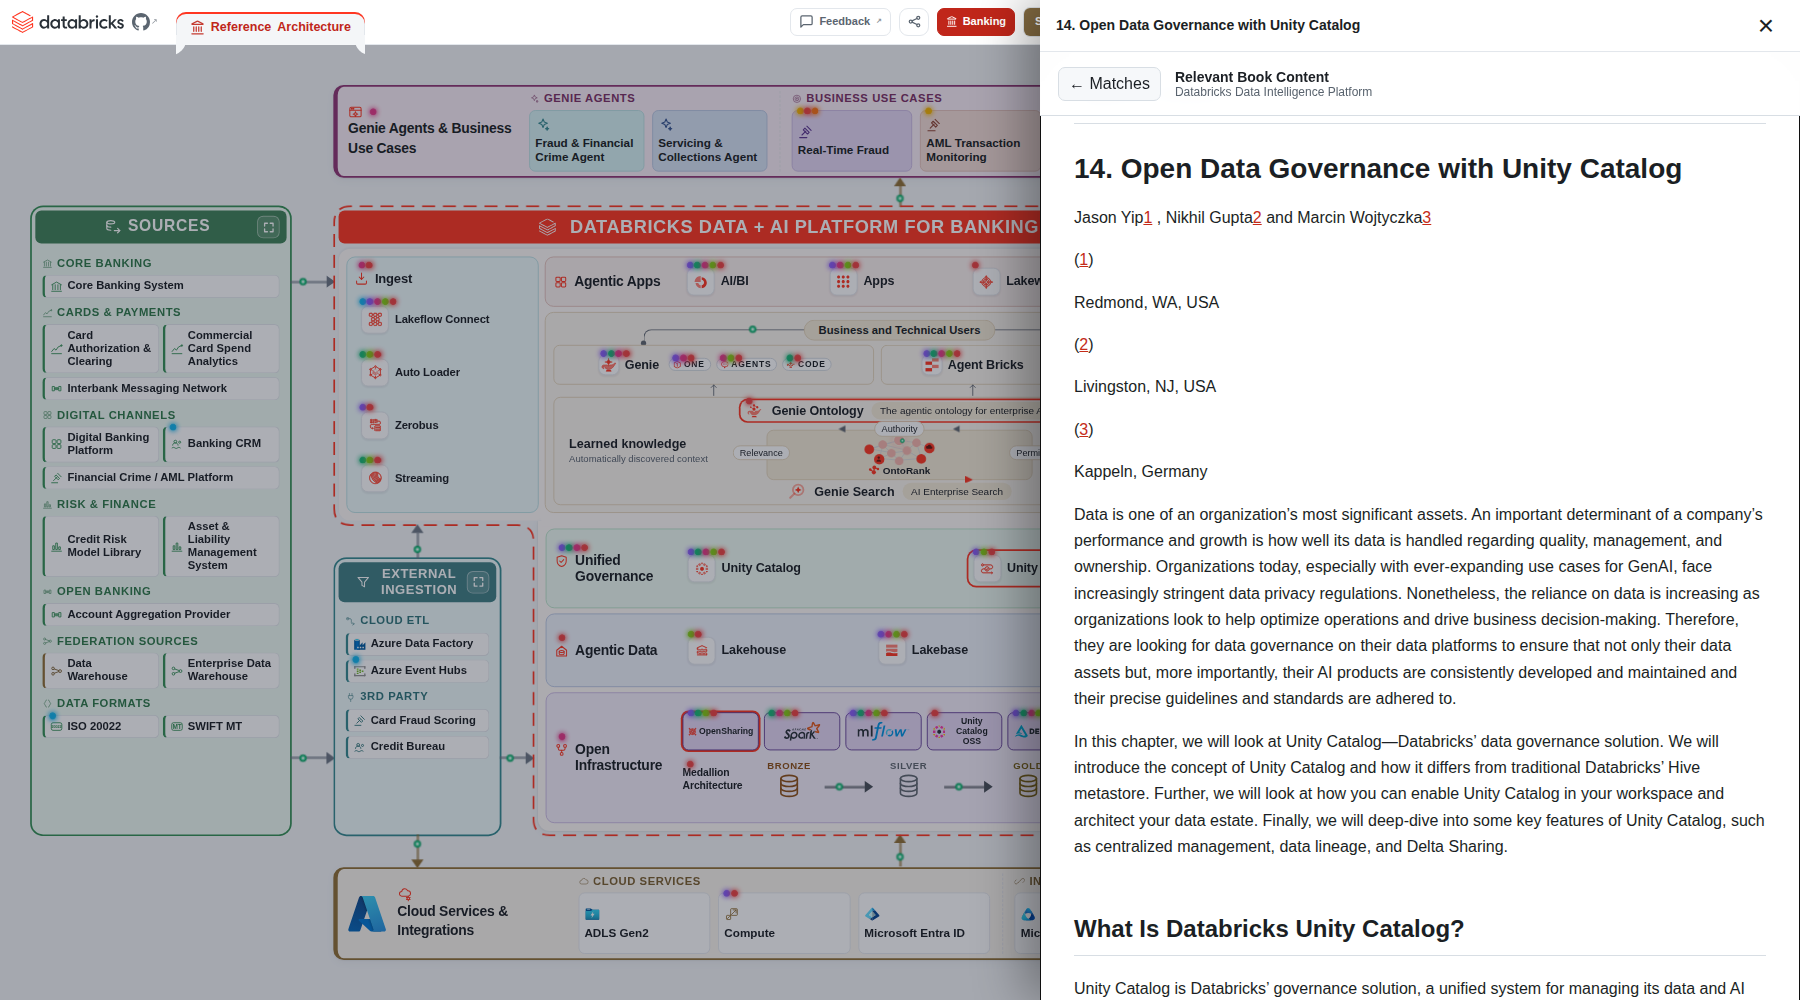 databricks
Reference Architecture
Feedback
Banking
GENIE AGENTS
BUSINESS USE CASES
Genie Agents & Business
Use Cases
Fraud & Financial
Crime Agent
Servicing &
Collections Agent
Real-Time Fraud
AML Transaction
Monitoring
SOURCES
CORE BANKING
Core Banking System
CARDS & PAYMENTS
Card
Authorization &
Clearing
Commercial
Card Spend
Analytics
Interbank Messaging Network
DIGITAL CHANNELS
Digital Banking
Platform
Banking CRM
Financial Crime / AML Platform
RISK & FINANCE
Credit Risk
Model Library
Asset &
Liability
Management
System
OPEN BANKING
Account Aggregation Provider
FEDERATION SOURCES
Data
Warehouse
Enterprise Data
Warehouse
DATA FORMATS
ISO 20022
SWIFT MT
DATABRICKS DATA + AI PLATFORM FOR BANKING
Ingest
Lakeflow Connect
Auto Loader
Zerobus
Streaming
Agentic Apps
AI/BI
Apps
Lakew
Business and Technical Users
Genie
ONE
AGENTS
CODE
Agent Bricks
Genie Ontology
The agentic ontology for enterprise A
Learned knowledge
Automatically discovered context
Authority
Relevance
Permi
OntoRank
Genie Search
AI Enterprise Search
EXTERNAL
INGESTION
CLOUD ETL
Azure Data Factory
Azure Event Hubs
3RD PARTY
Card Fraud Scoring
Credit Bureau
Unified
Governance
Unity Catalog
Unity
Agentic Data
Lakehouse
Lakebase
Open
Infrastructure
OpenSharing
Spark
mlflow
Unity
Catalog
OSS
DE
Medallion
Architecture
BRONZE
SILVER
GOLD
Cloud Services &
Integrations
CLOUD SERVICES
ADLS Gen2
Compute
Microsoft Entra ID
IN
Mic
14. Open Data Governance with Unity Catalog
← Matches
Relevant Book Content
Databricks Data Intelligence Platform
14. Open Data Governance with Unity Catalog
Jason Yip1 , Nikhil Gupta2 and Marcin Wojtyczka3
(1)
Redmond, WA, USA
(2)
Livingston, NJ, USA
(3)
Kappeln, Germany
Data is one of an organization’s most significant assets. An important determinant of a company’s
performance and growth is how well its data is handled regarding quality, management, and
ownership. Organizations today, especially with ever-expanding use cases for GenAI, face
increasingly stringent data privacy regulations. Nonetheless, the reliance on data is increasing as
organizations look to help optimize operations and drive business decision-making. Therefore,
they are looking for data governance on their data platforms to ensure that not only their data
assets but, more importantly, their AI products are consistently developed and maintained and
their precise guidelines and standards are adhered to.
In this chapter, we will look at Unity Catalog—Databricks’ data governance solution. We will
introduce the concept of Unity Catalog and how it differs from traditional Databricks’ Hive
metastore. Further, we will look at how you can enable Unity Catalog in your workspace and
architect your data estate. Finally, we will deep-dive into some key features of Unity Catalog, such
as centralized management, data lineage, and Delta Sharing.
What Is Databricks Unity Catalog?
Unity Catalog is Databricks’ governance solution, a unified system for managing its data and AI